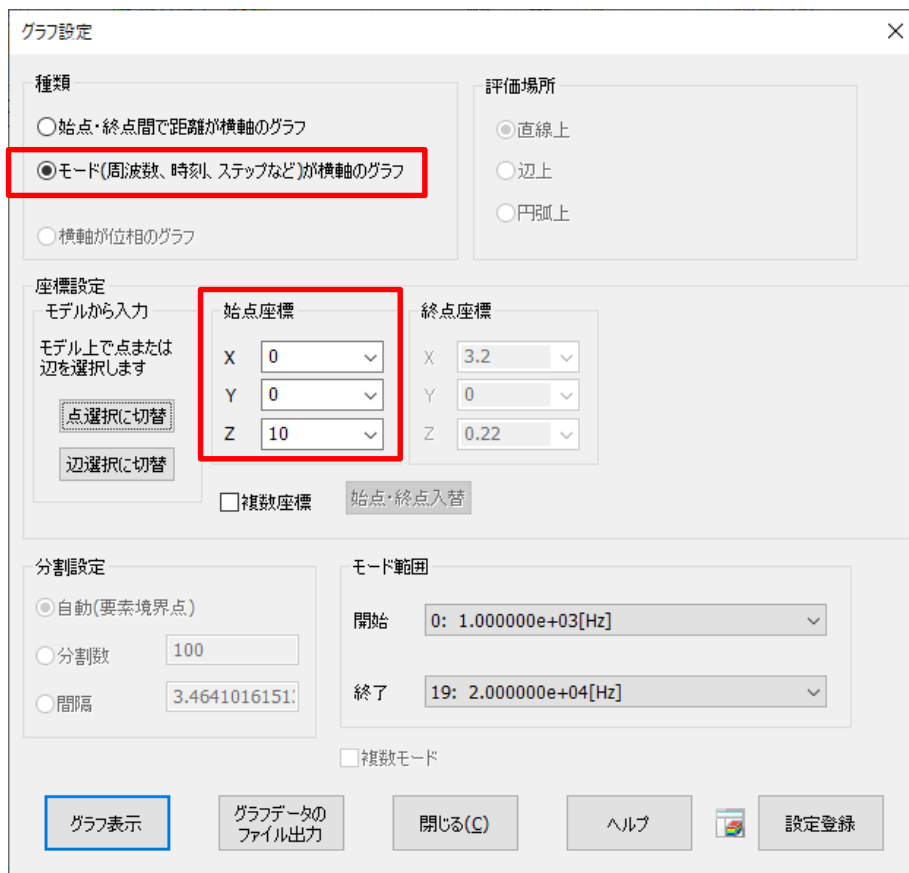 グラフ設定
種類
始点・終点間で距離が横軸のグラフ
モード(周波数、時刻、ステップなど)が横軸のグラフ
横軸が位相のグラフ
評価場所
直線上
辺上
円弧上
座標設定
モデルから入力
モデル上で点または
辺を選択します
点選択に切替
辺選択に切替
始点座標
X 0
Y 0
Z 10
終点座標
X 3.2
Y 0
Z 0.22
複数座標
始点・終点入替
分割設定
自動(要素境界点)
分割数 100
間隔 3.4641016151
モード範囲
開始 0: 1.000000e+03[Hz]
終了 19: 2.000000e+04[Hz]
複数モード
グラフ表示
グラフデータの
ファイル出力
閉じる(C)
ヘルプ
設定登録